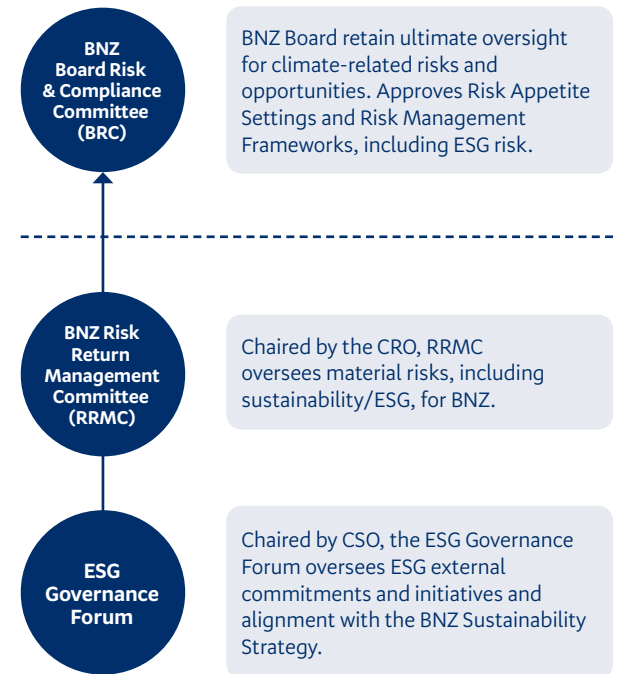 BNZ
Board Risk
& Compliance
Committee
(BRC)
BNZ Board retain ultimate oversight
for climate-related risks and
opportunities. Approves Risk Appetite
Settings and Risk Management
Frameworks, including ESG risk.
BNZ Risk
Return
Management
Committee
(RRMC)
Chaired by the CRO, RRMC
oversees material risks, including
sustainability/ESG, for BNZ.
ESG
Governance
Forum
Chaired by CSO, the ESG Governance
Forum oversees ESG external
commitments and initiatives and
alignment with the BNZ Sustainability
Strategy.